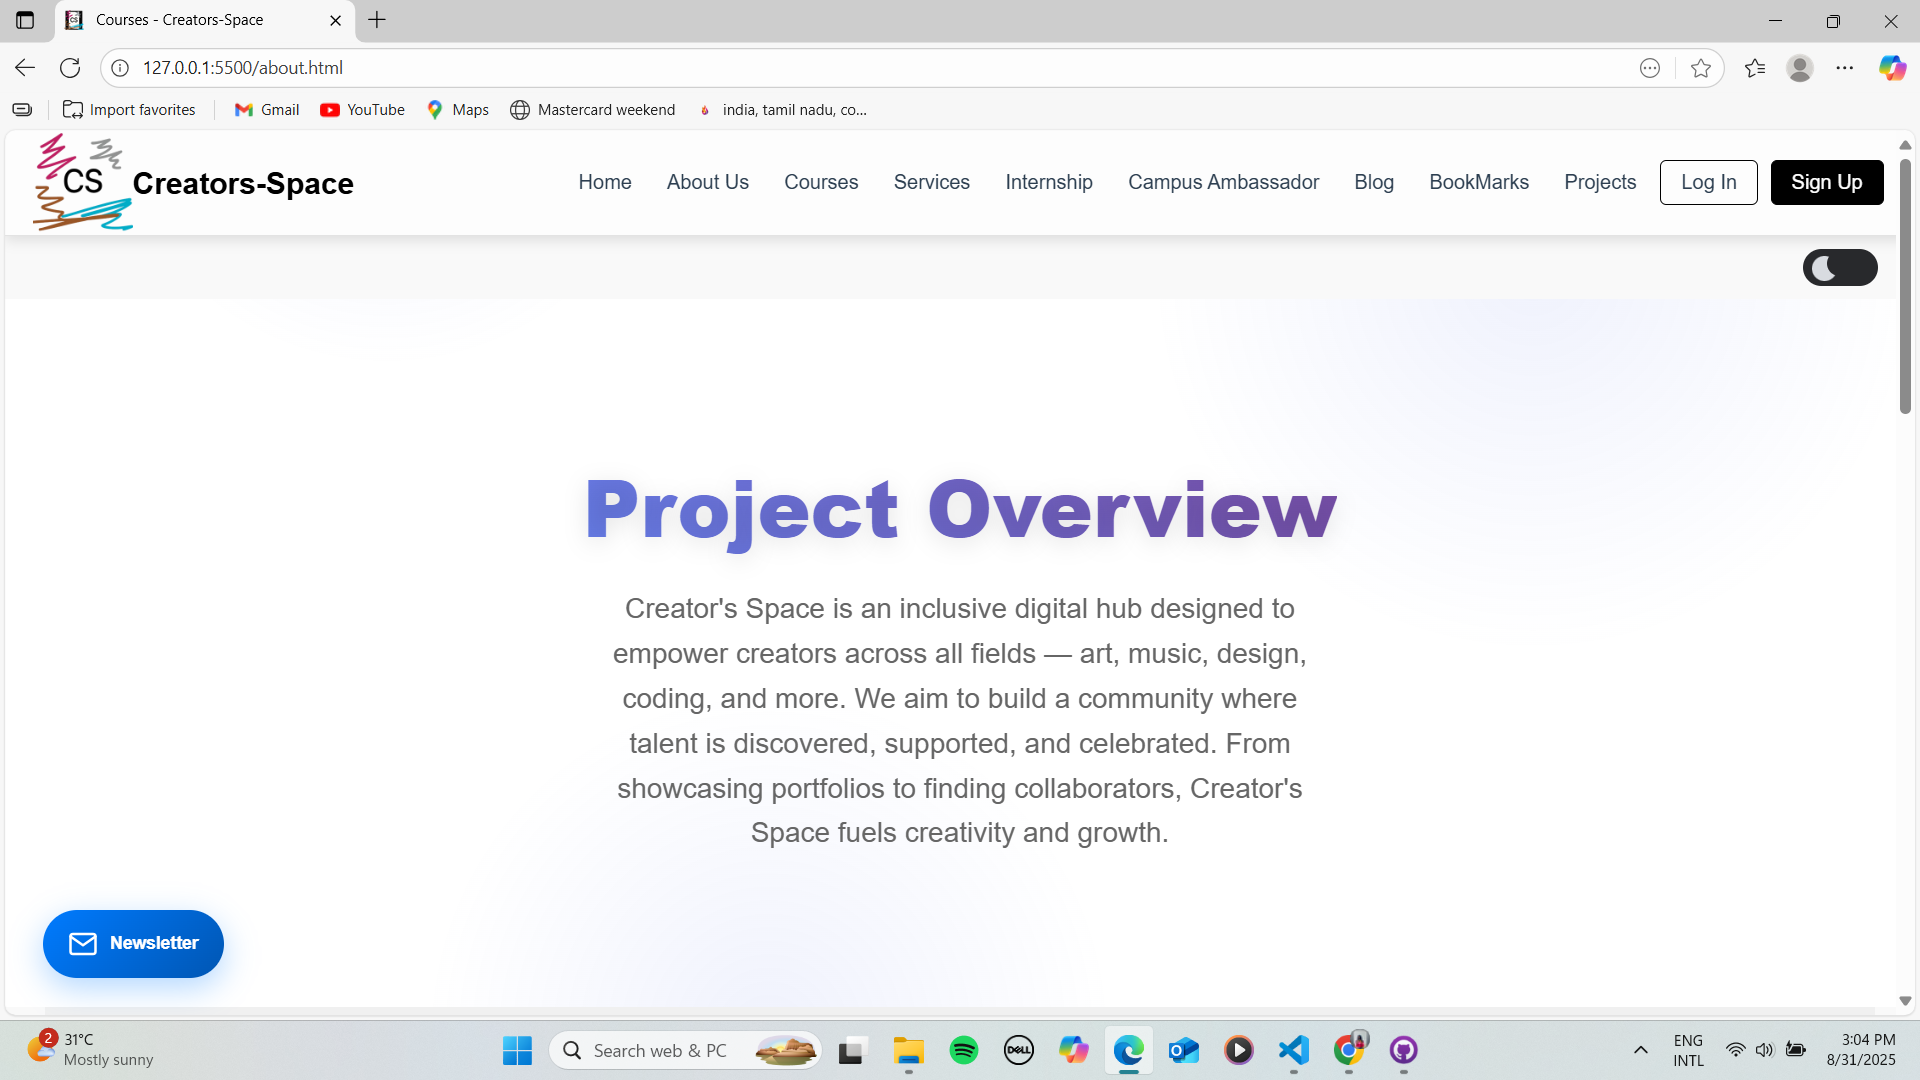 Courses - Creators-Space
127.0.0.1:5500/about.html
Import favorites
Gmail
YouTube
Maps
Mastercard weekend
india, tamil nadu, co...
CS
Creators-Space
Home
About Us
Courses
Services
Internship
Campus Ambassador
Blog
BookMarks
Projects
Log In
Sign Up
Project Overview
Creator's Space is an inclusive digital hub designed to
empower creators across all fields — art, music, design,
coding, and more. We aim to build a community where
talent is discovered, supported, and celebrated. From
showcasing portfolios to finding collaborators, Creator's
Space fuels creativity and growth.
Newsletter
2
31°C
Mostly sunny
Search web & PC
DELL
ENG
INTL
3:04 PM
8/31/2025